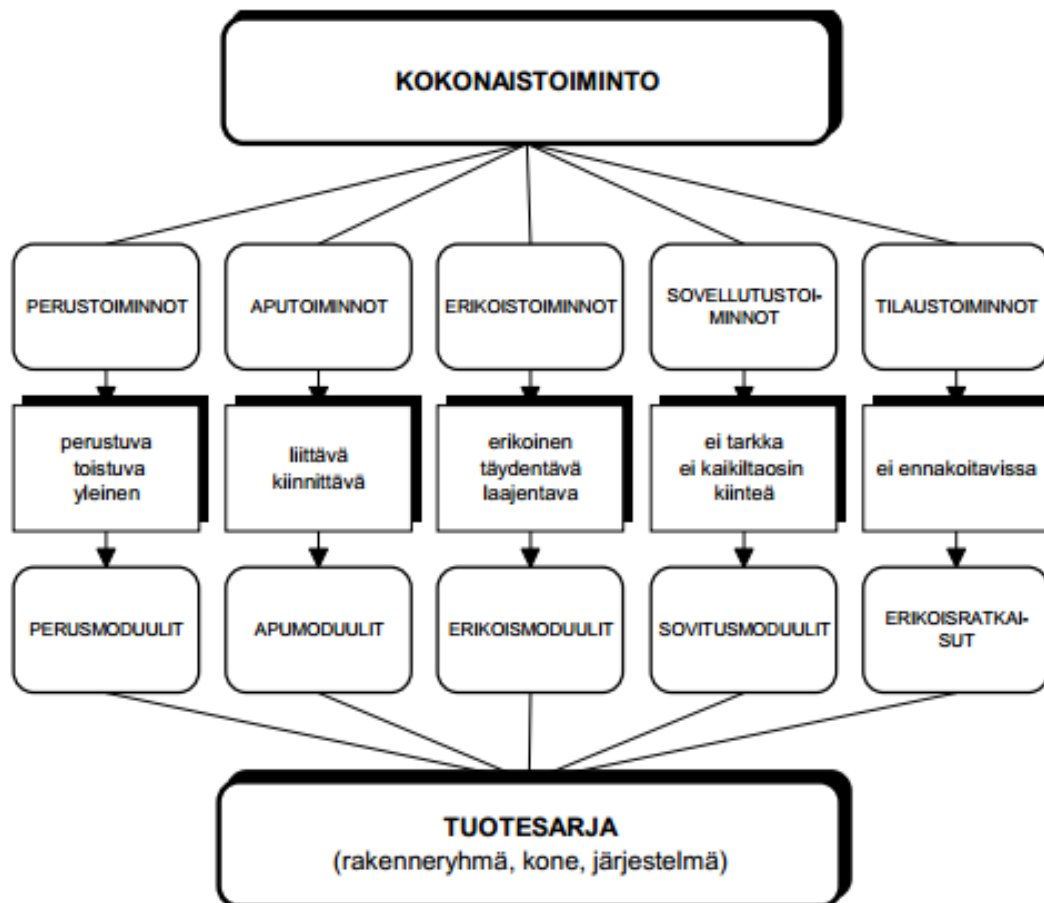 KOKONAISTOIMINTO
PERUSTOIMINNOT
APUTOIMINNOT
ERIKOISTOIMINNOT
SOVELLUTUSTOI-
MINNOT
TILAUSTOIMINNOT
perustuva
toistuva
yleinen
liittävä
kiinnittävä
erikoinen
täydentävä
laajentava
ei tarkka
ei kaikiltaosin
kiinteä
ei ennakoitavissa
PERUSMODUULIT
APUMODUULIT
ERIKOISMODUULIT
SOVITUSMODUULIT
ERIKOISRATKAI-
SUT
TUOTESARJA
(rakenneryhmä, kone, järjestelmä)